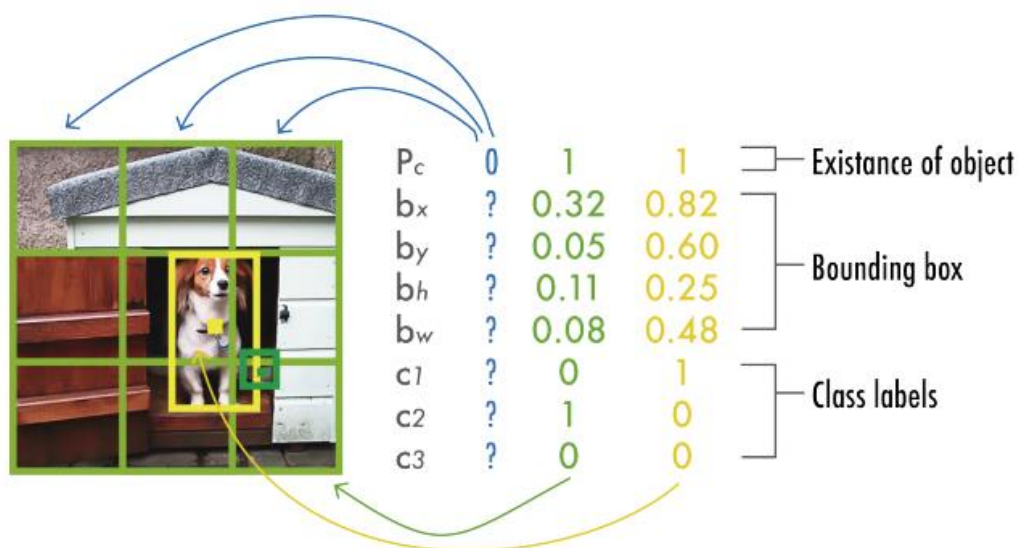 Pc 0 1 1 Existance of object
bx ? 0.32 0.82
by ? 0.05 0.60
bh ? 0.11 0.25 Bounding box
bw ? 0.08 0.48
c1 ? 0 1
c2 ? 1 0 Class labels
c3 ? 0 0